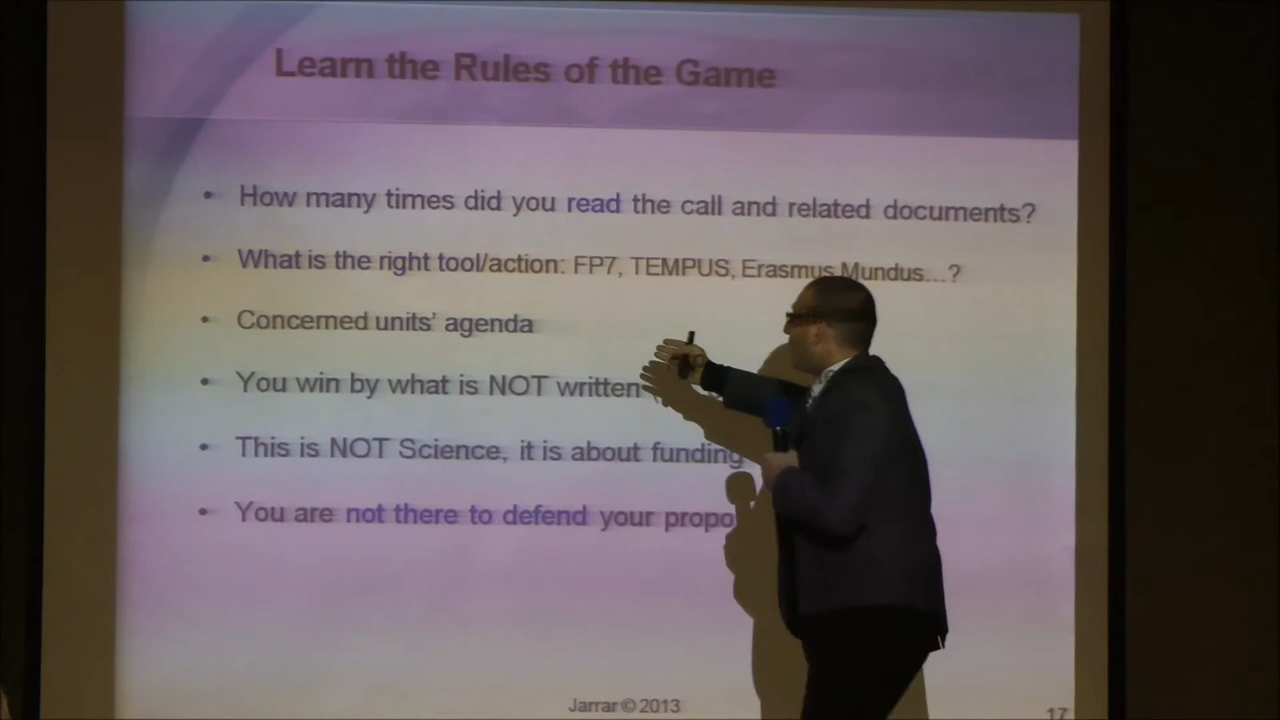 Learn the Rules of the Game
• How many times did you read the call and related documents?
• What is the right tool/action: FP7, TEMPUS, Erasmus Mundus...?
• Concerned units' agenda
• You win by what is NOT written
• This is NOT Science, it is about funding
• You are not there to defend your propo
Jarrar © 2013
17